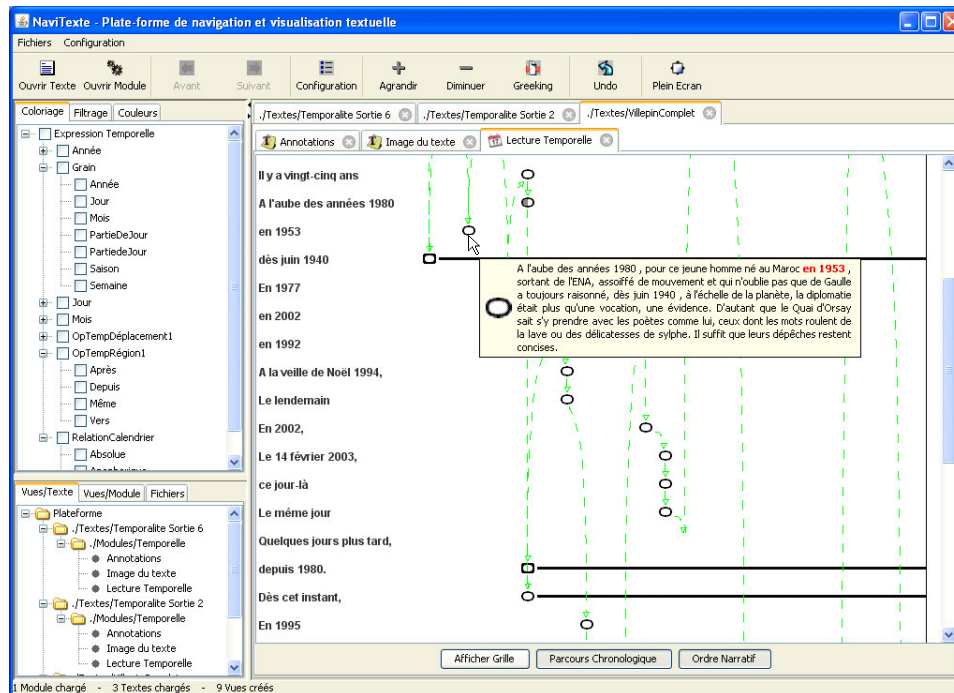 NaviTexte - Plate-forme de navigation et visualisation textuelle
Fichiers Configuration
Ouvrir Texte Ouvrir Module Avant Suivant Configuration Agrandir Diminuer Greeking Undo Plein Ecran
Coloriage Filtrage Couleurs
Expression Temporelle
Année
Grain
Année
Jour
Mois
PartieDeJour
PartiedeJour
Saison
Semaine
Jour
Mois
OpTempDéplacement1
OpTempRégion1
Après
Depuis
Même
Vers
RelationCalendrier
Absolue
Vues/Texte Vues/Module Fichiers
Plateforme
./Textes/Temporalite Sortie 6
./Modules/Temporelle
Annotations
Image du texte
Lecture Temporelle
./Textes/Temporalite Sortie 2
./Modules/Temporelle
Annotations
Image du texte
Lecture Temporelle
./Textes/Temporalite Sortie 6 ./Textes/Temporalite Sortie 2 ./Textes/VillepinComplet
Annotations Image du texte Lecture Temporelle
Il y a vingt-cinq ans
A l'aube des années 1980
en 1953
dès juin 1940
En 1977
en 2002
en 1992
A la veille de Noël 1994,
Le lendemain
En 2002,
Le 14 février 2003,
ce jour-là
Le même jour
Quelques jours plus tard,
depuis 1980.
Dès cet instant,
En 1995
A l'aube des années 1980 , pour ce jeune homme né au Maroc en 1953 ,
sortant de l'ENA, assoiffé de mouvement et qui n'oublie pas que de Gaulle
a toujours raisonné, dès juin 1940 , à l'échelle de la planète, la diplomatie
était plus qu'une vocation, une évidence. D'autant que le Quai d'Orsay
sait s'y prendre avec les poètes comme lui, ceux dont les mots roulent de
la lave ou des délicatesses de sylphe. Il suffit que leurs dépêches restent
concises.
Afficher Grille Parcours Chronologique Ordre Narratif
1 Module chargé - 3 Textes chargés - 9 Vues créés